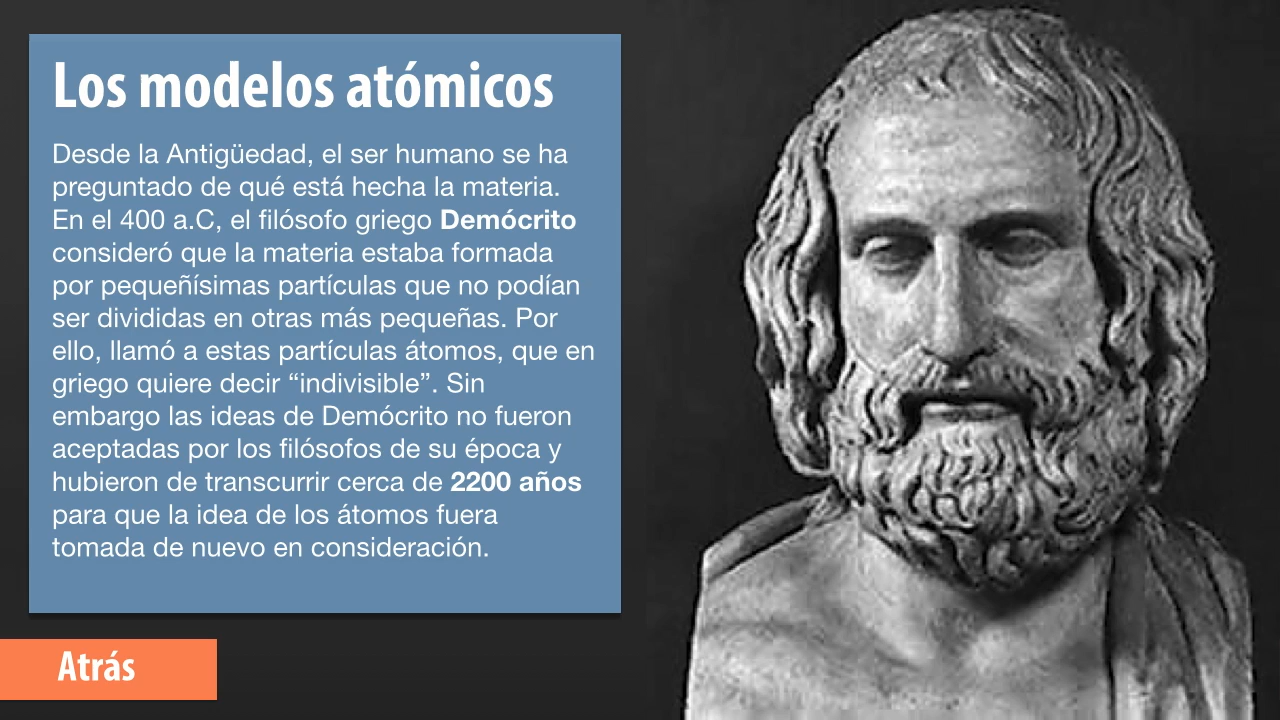 Los modelos atómicos
Desde la Antigüedad, el ser humano se ha
preguntado de qué está hecha la materia.
En el 400 a.C, el filósofo griego Demócrito
consideró que la materia estaba formada
por pequeñísimas partículas que no podían
ser divididas en otras más pequeñas. Por
ello, llamó a estas partículas átomos, que en
griego quiere decir “indivisible”. Sin
embargo las ideas de Demócrito no fueron
aceptadas por los filósofos de su época y
hubieron de transcurrir cerca de 2200 años
para que la idea de los átomos fuera
tomada de nuevo en consideración.
Atrás